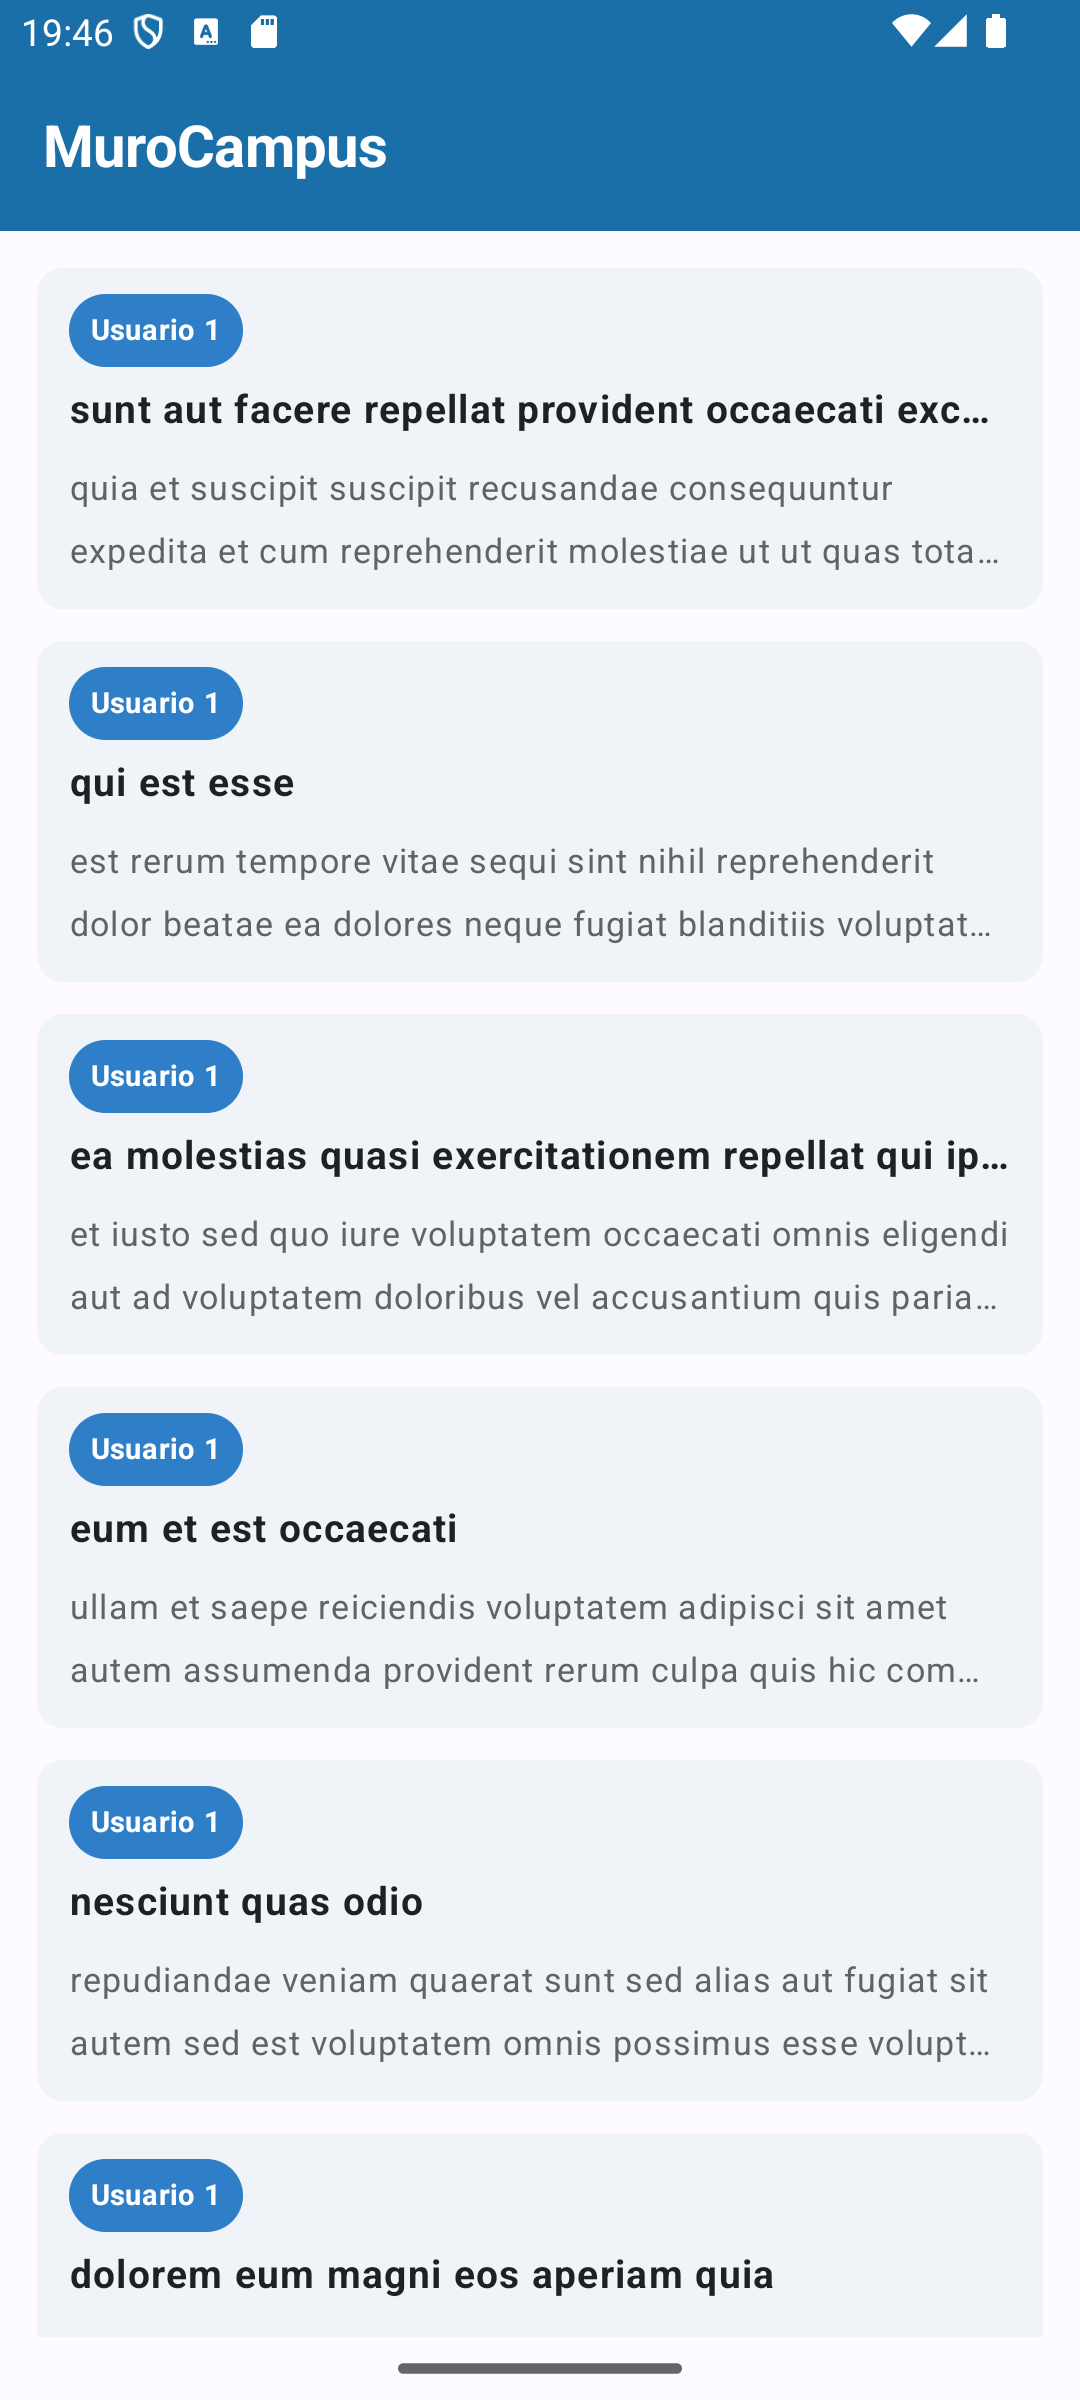 19:46
MuroCampus
Usuario 1
sunt aut facere repellat provident occaecati exc…
quia et suscipit suscipit recusandae consequuntur
expedita et cum reprehenderit molestiae ut ut quas tota…
Usuario 1
qui est esse
est rerum tempore vitae sequi sint nihil reprehenderit
dolor beatae ea dolores neque fugiat blanditiis voluptat…
Usuario 1
ea molestias quasi exercitationem repellat qui ip…
et iusto sed quo iure voluptatem occaecati omnis eligendi
aut ad voluptatem doloribus vel accusantium quis paria…
Usuario 1
eum et est occaecati
ullam et saepe reiciendis voluptatem adipisci sit amet
autem assumenda provident rerum culpa quis hic com…
Usuario 1
nesciunt quas odio
repudiandae veniam quaerat sunt sed alias aut fugiat sit
autem sed est voluptatem omnis possimus esse volupt…
Usuario 1
dolorem eum magni eos aperiam quia